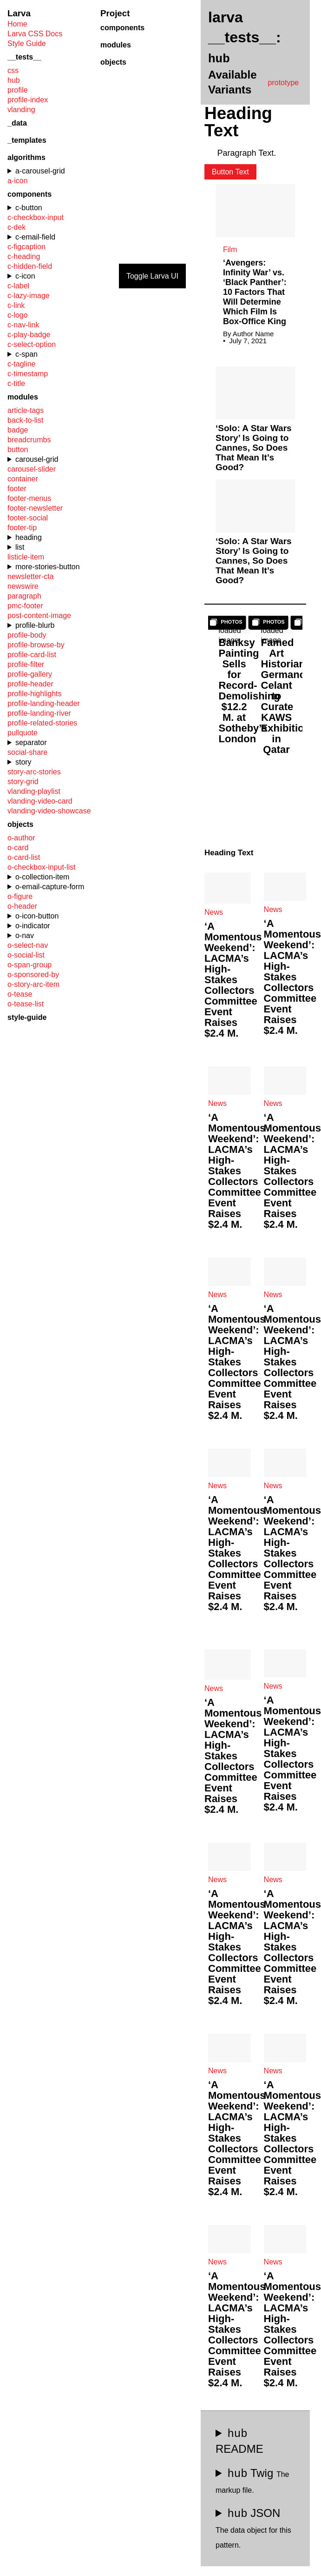 Larva
Home
Larva CSS Docs
Style Guide
__tests__
css
hub
profile
profile-index
vlanding
_data
_templates
algorithms
a-carousel-grid
a-icon
components
c-button
c-checkbox-input
c-dek
c-email-field
c-figcaption
c-heading
c-hidden-field
c-icon
c-label
c-lazy-image
c-link
c-logo
c-nav-link
c-play-badge
c-select-option
c-span
c-tagline
c-timestamp
c-title
modules
article-tags
back-to-list
badge
breadcrumbs
button
carousel-grid
carousel-slider
container
footer
footer-menus
footer-newsletter
footer-social
footer-tip
heading
list
listicle-item
more-stories-button
newsletter-cta
newswire
paragraph
pmc-footer
post-content-image
profile-blurb
profile-body
profile-browse-by
profile-card-list
profile-filter
profile-gallery
profile-header
profile-highlights
profile-landing-header
profile-landing-river
profile-related-stories
pullquote
separator
social-share
story
story-arc-stories
story-grid
vlanding-playlist
vlanding-video-card
vlanding-video-showcase
objects
o-author
o-card
o-card-list
o-checkbox-input-list
o-collection-item
o-email-capture-form
o-figure
o-header
o-icon-button
o-indicator
o-nav
o-select-nav
o-social-list
o-span-group
o-sponsored-by
o-story-arc-item
o-tease
o-tease-list
style-guide
Project
components
modules
objects
Toggle Larva UI
larva
__tests__:
hub
Available
Variants
prototype
Heading
Text
Paragraph Text.
Button Text
Film
‘Avengers:
Infinity War’ vs.
‘Black Panther’:
10 Factors That
Will Determine
Which Film Is
Box-Office King
By Author Name
• July 7, 2021
‘Solo: A Star Wars
Story’ Is Going to
Cannes, So Does
That Mean It’s
Good?
‘Solo: A Star Wars
Story’ Is Going to
Cannes, So Does
That Mean It’s
Good?
PHOTOS
Banksy
Painting
Sells
for
Record-
Demolishing
$12.2
M. at
Sotheby’s
London
PHOTOS
Famed
Art
Historian
Germano
Celant
to
Curate
KAWS
Exhibition
in
Qatar
Heading Text
News
‘A
Momentous
Weekend’:
LACMA’s
High-
Stakes
Collectors
Committee
Event
Raises
$2.4 M.
News
‘A
Momentous
Weekend’:
LACMA’s
High-
Stakes
Collectors
Committee
Event
Raises
$2.4 M.
News
‘A
Momentous
Weekend’:
LACMA’s
High-
Stakes
Collectors
Committee
Event
Raises
$2.4 M.
News
‘A
Momentous
Weekend’:
LACMA’s
High-
Stakes
Collectors
Committee
Event
Raises
$2.4 M.
News
‘A
Momentous
Weekend’:
LACMA’s
High-
Stakes
Collectors
Committee
Event
Raises
$2.4 M.
News
‘A
Momentous
Weekend’:
LACMA’s
High-
Stakes
Collectors
Committee
Event
Raises
$2.4 M.
News
‘A
Momentous
Weekend’:
LACMA’s
High-
Stakes
Collectors
Committee
Event
Raises
$2.4 M.
News
‘A
Momentous
Weekend’:
LACMA’s
High-
Stakes
Collectors
Committee
Event
Raises
$2.4 M.
News
‘A
Momentous
Weekend’:
LACMA’s
High-
Stakes
Collectors
Committee
Event
Raises
$2.4 M.
News
‘A
Momentous
Weekend’:
LACMA’s
High-
Stakes
Collectors
Committee
Event
Raises
$2.4 M.
News
‘A
Momentous
Weekend’:
LACMA’s
High-
Stakes
Collectors
Committee
Event
Raises
$2.4 M.
News
‘A
Momentous
Weekend’:
LACMA’s
High-
Stakes
Collectors
Committee
Event
Raises
$2.4 M.
News
‘A
Momentous
Weekend’:
LACMA’s
High-
Stakes
Collectors
Committee
Event
Raises
$2.4 M.
News
‘A
Momentous
Weekend’:
LACMA’s
High-
Stakes
Collectors
Committee
Event
Raises
$2.4 M.
News
‘A
Momentous
Weekend’:
LACMA’s
High-
Stakes
Collectors
Committee
Event
Raises
$2.4 M.
News
‘A
Momentous
Weekend’:
LACMA’s
High-
Stakes
Collectors
Committee
Event
Raises
$2.4 M.
hub
README
hub Twig The
markup file.
hub JSON
The data object for this
pattern.